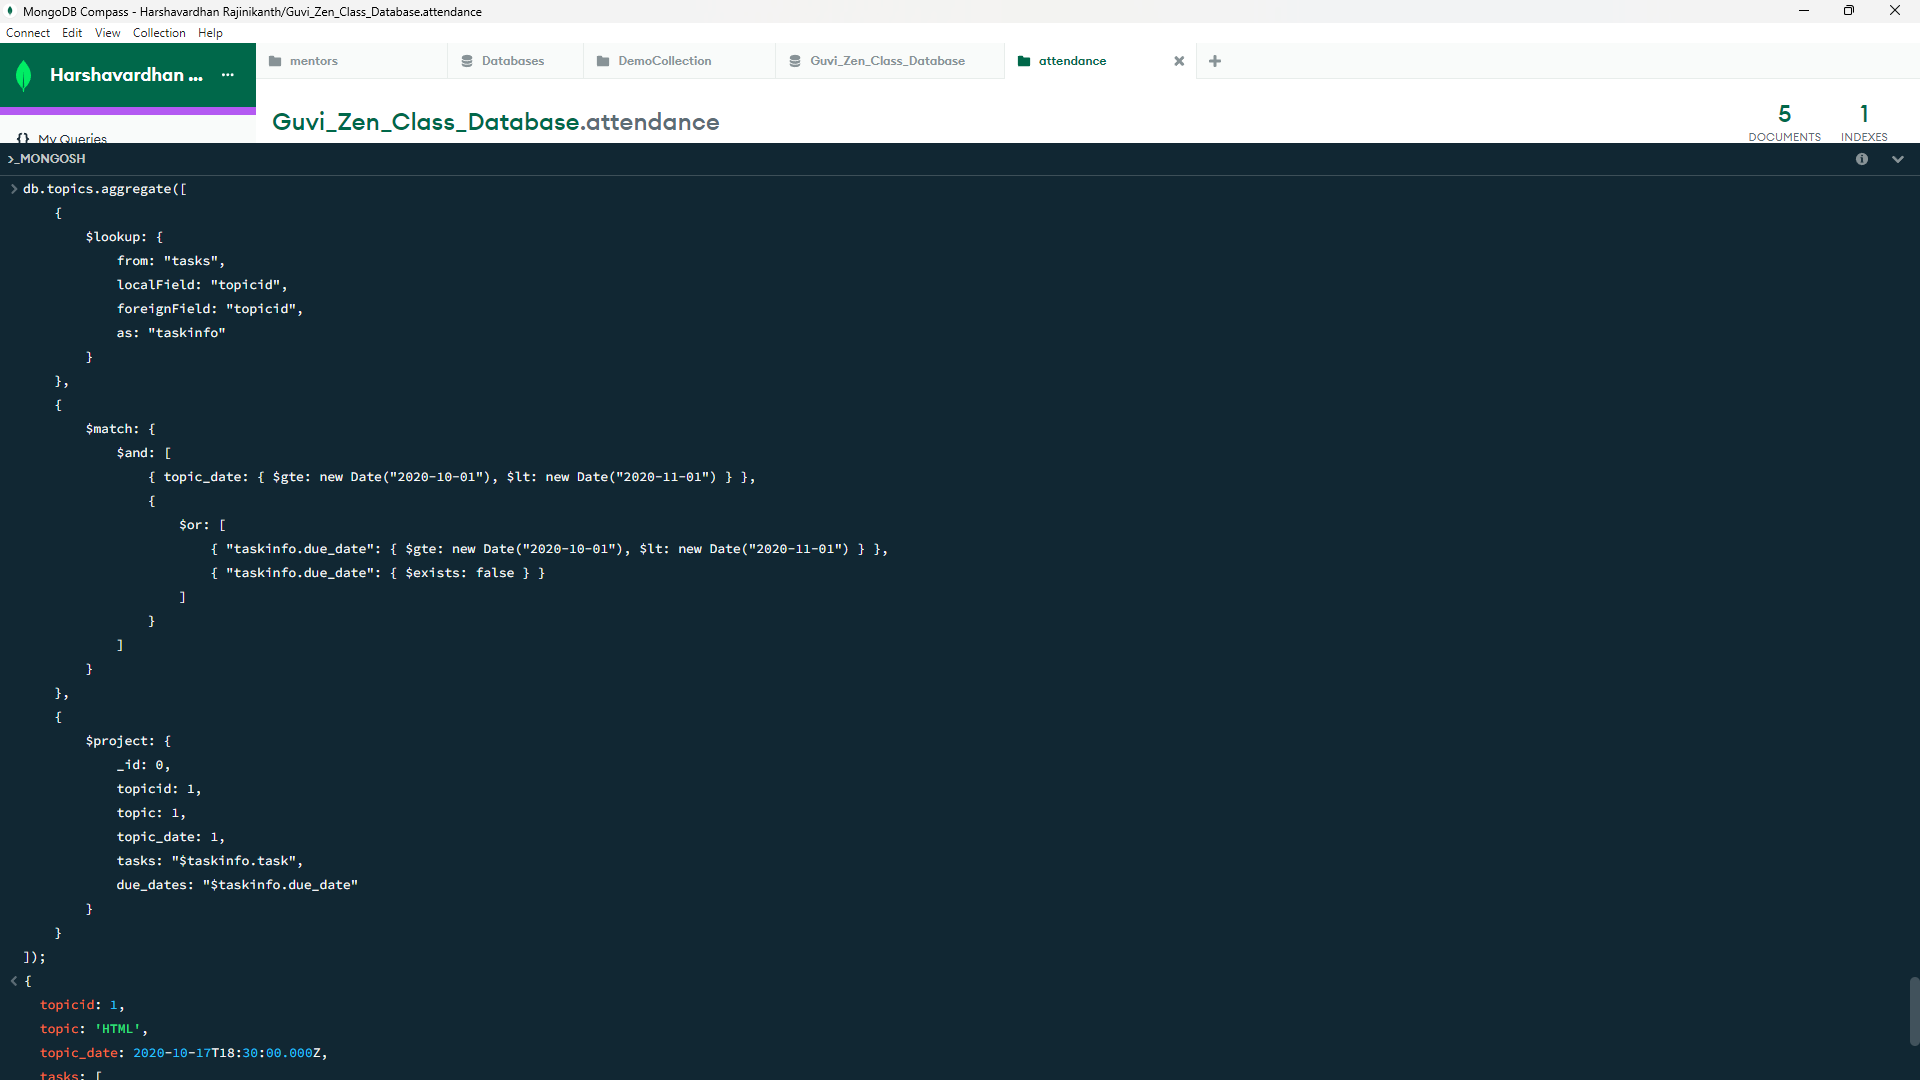 MongoDB Compass - Harshavardhan Rajinikanth/Guvi_Zen_Class_Database.attendance
Connect Edit View Collection Help
Harshavardhan ... ···
mentors Databases DemoCollection Guvi_Zen_Class_Database attendance
Guvi_Zen_Class_Database.attendance
5 1
DOCUMENTS INDEXES
{} My Queries
>_MONGOSH
> db.topics.aggregate([
{
$lookup: {
from: "tasks",
localField: "topicid",
foreignField: "topicid",
as: "taskinfo"
}
},
{
$match: {
$and: [
{ topic_date: { $gte: new Date("2020-10-01"), $lt: new Date("2020-11-01") } },
{
$or: [
{ "taskinfo.due_date": { $gte: new Date("2020-10-01"), $lt: new Date("2020-11-01") } },
{ "taskinfo.due_date": { $exists: false } }
]
}
]
}
},
{
$project: {
_id: 0,
topicid: 1,
topic: 1,
topic_date: 1,
tasks: "$taskinfo.task",
due_dates: "$taskinfo.due_date"
}
}
]);
< {
topicid: 1,
topic: 'HTML',
topic_date: 2020-10-17T18:30:00.000Z,
tasks: [